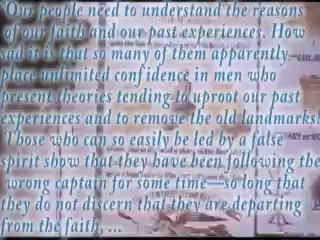 'Our people need to understand the reasons
of our faith and our past experiences. How
sad it is that so many of them apparently
place unlimited confidence in men who
present theories tending to uproot our past
experiences and to remove the old landmarks!
Those who can so easily be led by a false
spirit show that they have been following the
wrong captain for some time—so long that
they do not discern that they are departing
from the faith, ...